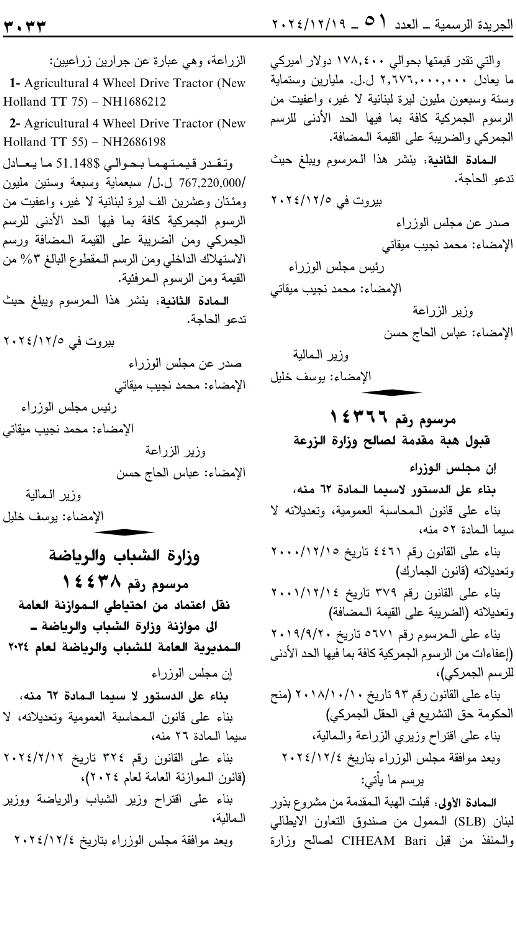 الجريدة الرسمية – العدد ٥١ – ٢٠٢٤/١٢/١٩
٣٠٣٣
والتي تقدر قيمتها بحوالي ١٧٨,٤٠٠ دولار اميركي
ما يعادل ٢,٦٧٦,٠٠٠,٠٠٠ ل.ل. مليارين وستماية
وستة وسبعون مليون ليرة لبنانية لا غير، واعفيت من
الرسوم الجمركية كافة بما فيها الحد الأدنى للرسم
الجمركي والضريبة على القيمة المضافة.
المادة الثانية: ينشر هذا المرسوم ويبلغ حيث
تدعو الحاجة.
بيروت في ٢٠٢٤/١٢/٥
صدر عن مجلس الوزراء
الإمضاء: محمد نجيب ميقاتي
رئيس مجلس الوزراء
الإمضاء: محمد نجيب ميقاتي
وزير الزراعة
الإمضاء: عباس الحاج حسن
وزير المالية
الإمضاء: يوسف خليل
مرسوم رقم ١٤٣٦٦
قبول هبة مقدمة لصالح وزارة الزرعة
إن مجلس الوزراء
بناء على الدستور لاسيما المادة ٦٢ منه،
بناء على قانون المحاسبة العمومية، وتعديلاته لا
سيما المادة ٥٢ منه،
بناء على القانون رقم ٤٤٦١ تاريخ ٢٠٠٠/١٢/١٥
وتعديلاته (قانون الجمارك)
بناء على القانون رقم ٣٧٩ تاريخ ٢٠٠١/١٢/١٤
وتعديلاته (الضريبة على القيمة المضافة)
بناء على المرسوم رقم ٥٦٧١ تاريخ ٢٠١٩/٩/٢٠
(إعفاءات من الرسوم الجمركية كافة بما فيها الحد الأدنى
للرسم الجمركي)،
بناء على القانون رقم ٩٣ تاريخ ٢٠١٨/١٠/١٠ (منح
الحكومة حق التشريع في الحقل الجمركي)
بناء على اقتراح وزيري الزراعة والمالية،
وبعد موافقة مجلس الوزراء بتاريخ ٢٠٢٤/١٢/٤
يرسم ما يأتي:
المادة الأولى: قبلت الهبة المقدمة من مشروع بذور
لبنان (SLB) الممول من صندوق التعاون الايطالي
والمنفذ من قبل CIHEAM Bari لصالح وزارة
الزراعة، وهي عبارة عن جرارين زراعيين:
1- Agricultural 4 Wheel Drive Tractor (New
Holland TT 75) – NH1686212
2- Agricultural 4 Wheel Drive Tractor (New
Holland TT 55) – NH2686198
وتقدر قيمتهما بحوالي $51.148 ما يعادل
/767,220,000 ل.ل/ سبعماية وسبعة وستين مليون
ومئتان وعشرين الف ليرة لبنانية لا غير، واعفيت من
الرسوم الجمركية كافة بما فيها الحد الأدنى للرسم
الجمركي ومن الضريبة على القيمة المضافة ورسم
الاستهلاك الداخلي ومن الرسم المقطوع البالغ ٣% من
القيمة ومن الرسوم المرفئية.
المادة الثانية: ينشر هذا المرسوم ويبلغ حيث
تدعو الحاجة.
بيروت في ٢٠٢٤/١٢/٥
صدر عن مجلس الوزراء
الإمضاء: محمد نجيب ميقاتي
رئيس مجلس الوزراء
الإمضاء: محمد نجيب ميقاتي
وزير الزراعة
الإمضاء: عباس الحاج حسن
وزير المالية
الإمضاء: يوسف خليل
وزارة الشباب والرياضة
مرسوم رقم ١٤٤٣٨
نقل اعتماد من احتياطي الموازنة العامة
الى موازنة وزارة الشباب والرياضة –
المديرية العامة للشباب والرياضة لعام ٢٠٢٤
إن مجلس الوزراء
بناء على الدستور لا سيما المادة ٦٢ منه،
بناء على قانون المحاسبة العمومية وتعديلاته، لا
سيما المادة ٢٦ منه،
بناء على القانون رقم ٣٢٤ تاريخ ٢٠٢٤/٢/١٢
(قانون الموازنة العامة لعام ٢٠٢٤)،
بناء على اقتراح وزير الشباب والرياضة ووزير
المالية،
وبعد موافقة مجلس الوزراء بتاريخ ٢٠٢٤/١٢/٤